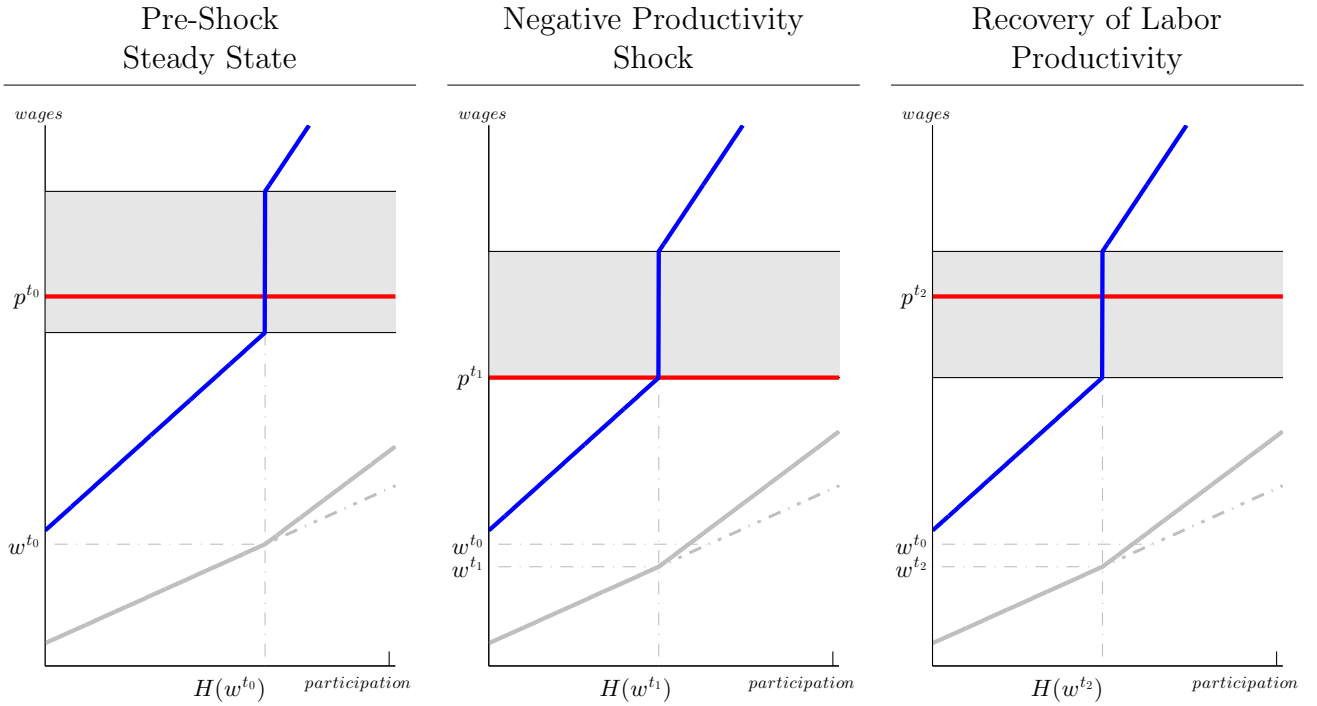 Pre-Shock
Steady State
wages
p^{t_0}
w^{t_0}
H(w^{t_0})
participation
Negative Productivity
Shock
wages
p^{t_1}
w^{t_0}
w^{t_1}
H(w^{t_1})
participation
Recovery of Labor
Productivity
wages
p^{t_2}
w^{t_0}
w^{t_2}
H(w^{t_2})
participation